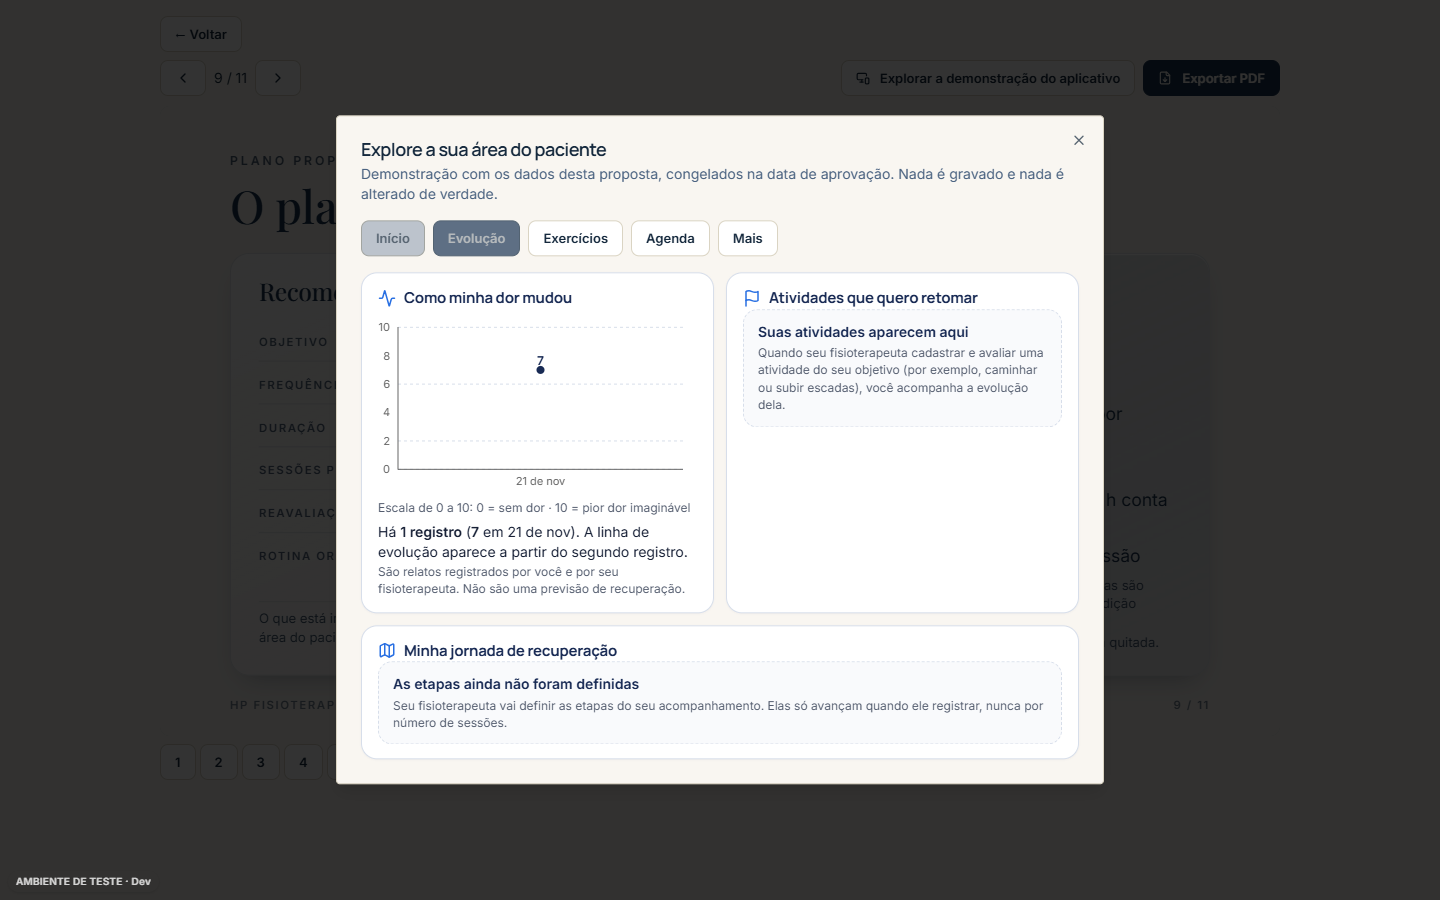 ← Voltar
9 / 11
Explorar a demonstração do aplicativo
Exportar PDF
PLANO PROP
O pla
Recom
OBJETIVO
FREQUÊNC
DURAÇÃO
SESSÕES P
REAVALIAÇ
ROTINA OR
O que está i
área do paci
HP FISIOTERAP
Explore a sua área do paciente
Demonstração com os dados desta proposta, congelados na data de aprovação. Nada é gravado e nada é
alterado de verdade.
Início
Evolução
Exercícios
Agenda
Mais
Como minha dor mudou
10
8
6
4
2
0
7
21 de nov
Escala de 0 a 10: 0 = sem dor · 10 = pior dor imaginável
Há 1 registro (7 em 21 de nov). A linha de
evolução aparece a partir do segundo registro.
São relatos registrados por você e por seu
fisioterapeuta. Não são uma previsão de recuperação.
Atividades que quero retomar
Suas atividades aparecem aqui
Quando seu fisioterapeuta cadastrar e avaliar uma
atividade do seu objetivo (por exemplo, caminhar
ou subir escadas), você acompanha a evolução
dela.
Minha jornada de recuperação
As etapas ainda não foram definidas
Seu fisioterapeuta vai definir as etapas do seu acompanhamento. Elas só avançam quando ele registrar, nunca por
número de sessões.
or
h conta
ssão
as são
dição
quitada.
9 / 11
1
2
3
4
AMBIENTE DE TESTE · Dev